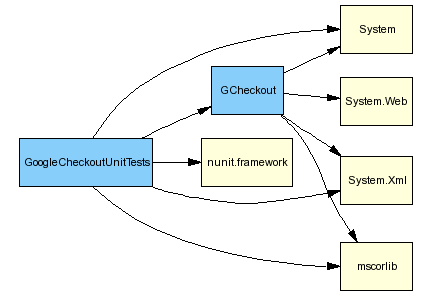 System
GCheckout
System.Web
GoogleCheckoutUnitTests
nunit.framework
System.Xml
mscorlib